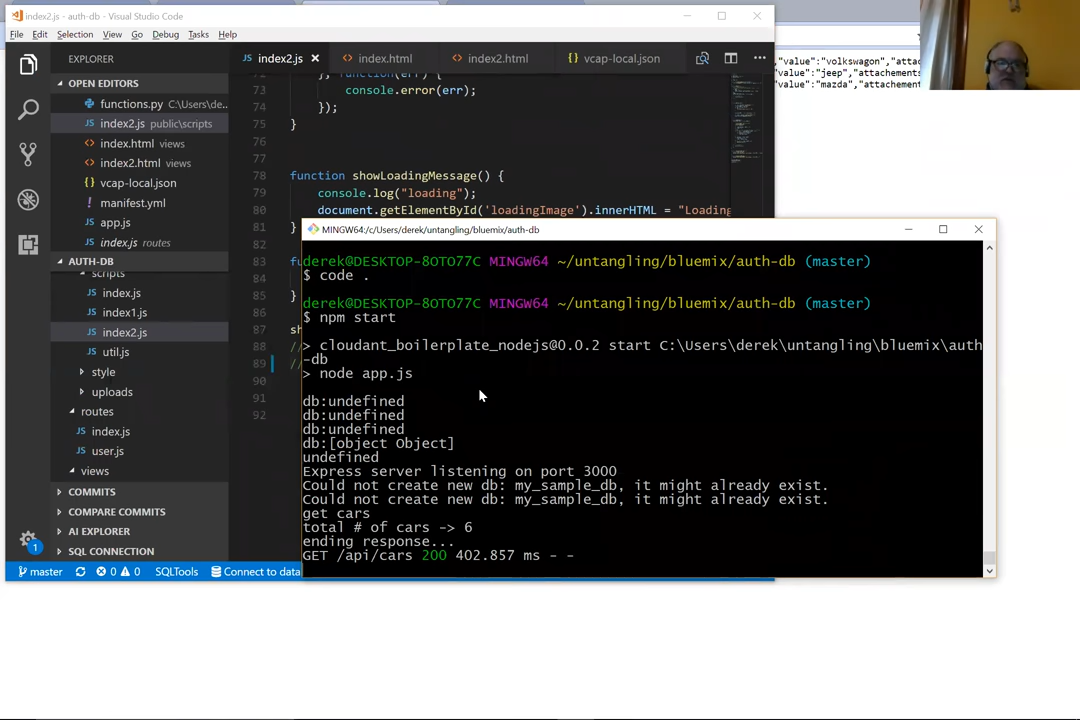 index2.js - auth-db - Visual Studio Code
File Edit Selection View Go Debug Tasks Help
EXPLORER
OPEN EDITORS
functions.py C:\Users\de...
index2.js public\scripts
index.html views
index2.html views
vcap-local.json
manifest.yml
app.js
index.js routes
AUTH-DB
scripts
index.js
index1.js
index2.js
util.js
style
uploads
routes
index.js
user.js
views
COMMITS
COMPARE COMMITS
AI EXPLORER
SQL CONNECTION
1
master 0 0 SQLTools Connect to data
index2.js index.html index2.html vcap-local.json
}, function(err) {
73 console.error(err);
74 });
75 }
76
77
78 function showLoadingMessage() {
79 console.log("loading");
80 document.getElementById('loadingImage').innerHTML = "Loading
81 }
82
83 fu
84
85 }
86
87 sh
88 //
89 //
90
91
92
"value":"volkswagon","attac
"value":"jeep","attachements
"value":"mazda","attachement
MINGW64:/c/Users/derek/untangling/bluemix/auth-db
derek@DESKTOP-8OTO77C MINGW64 ~/untangling/bluemix/auth-db (master)
$ code .
derek@DESKTOP-8OTO77C MINGW64 ~/untangling/bluemix/auth-db (master)
$ npm start
> cloudant_boilerplate_nodejs@0.0.2 start C:\Users\derek\untangling\bluemix\auth
-db
> node app.js
db:undefined
db:undefined
db:undefined
db:[object Object]
undefined
Express server listening on port 3000
Could not create new db: my_sample_db, it might already exist.
Could not create new db: my_sample_db, it might already exist.
get cars
total # of cars -> 6
ending response...
GET /api/cars 200 402.857 ms - -